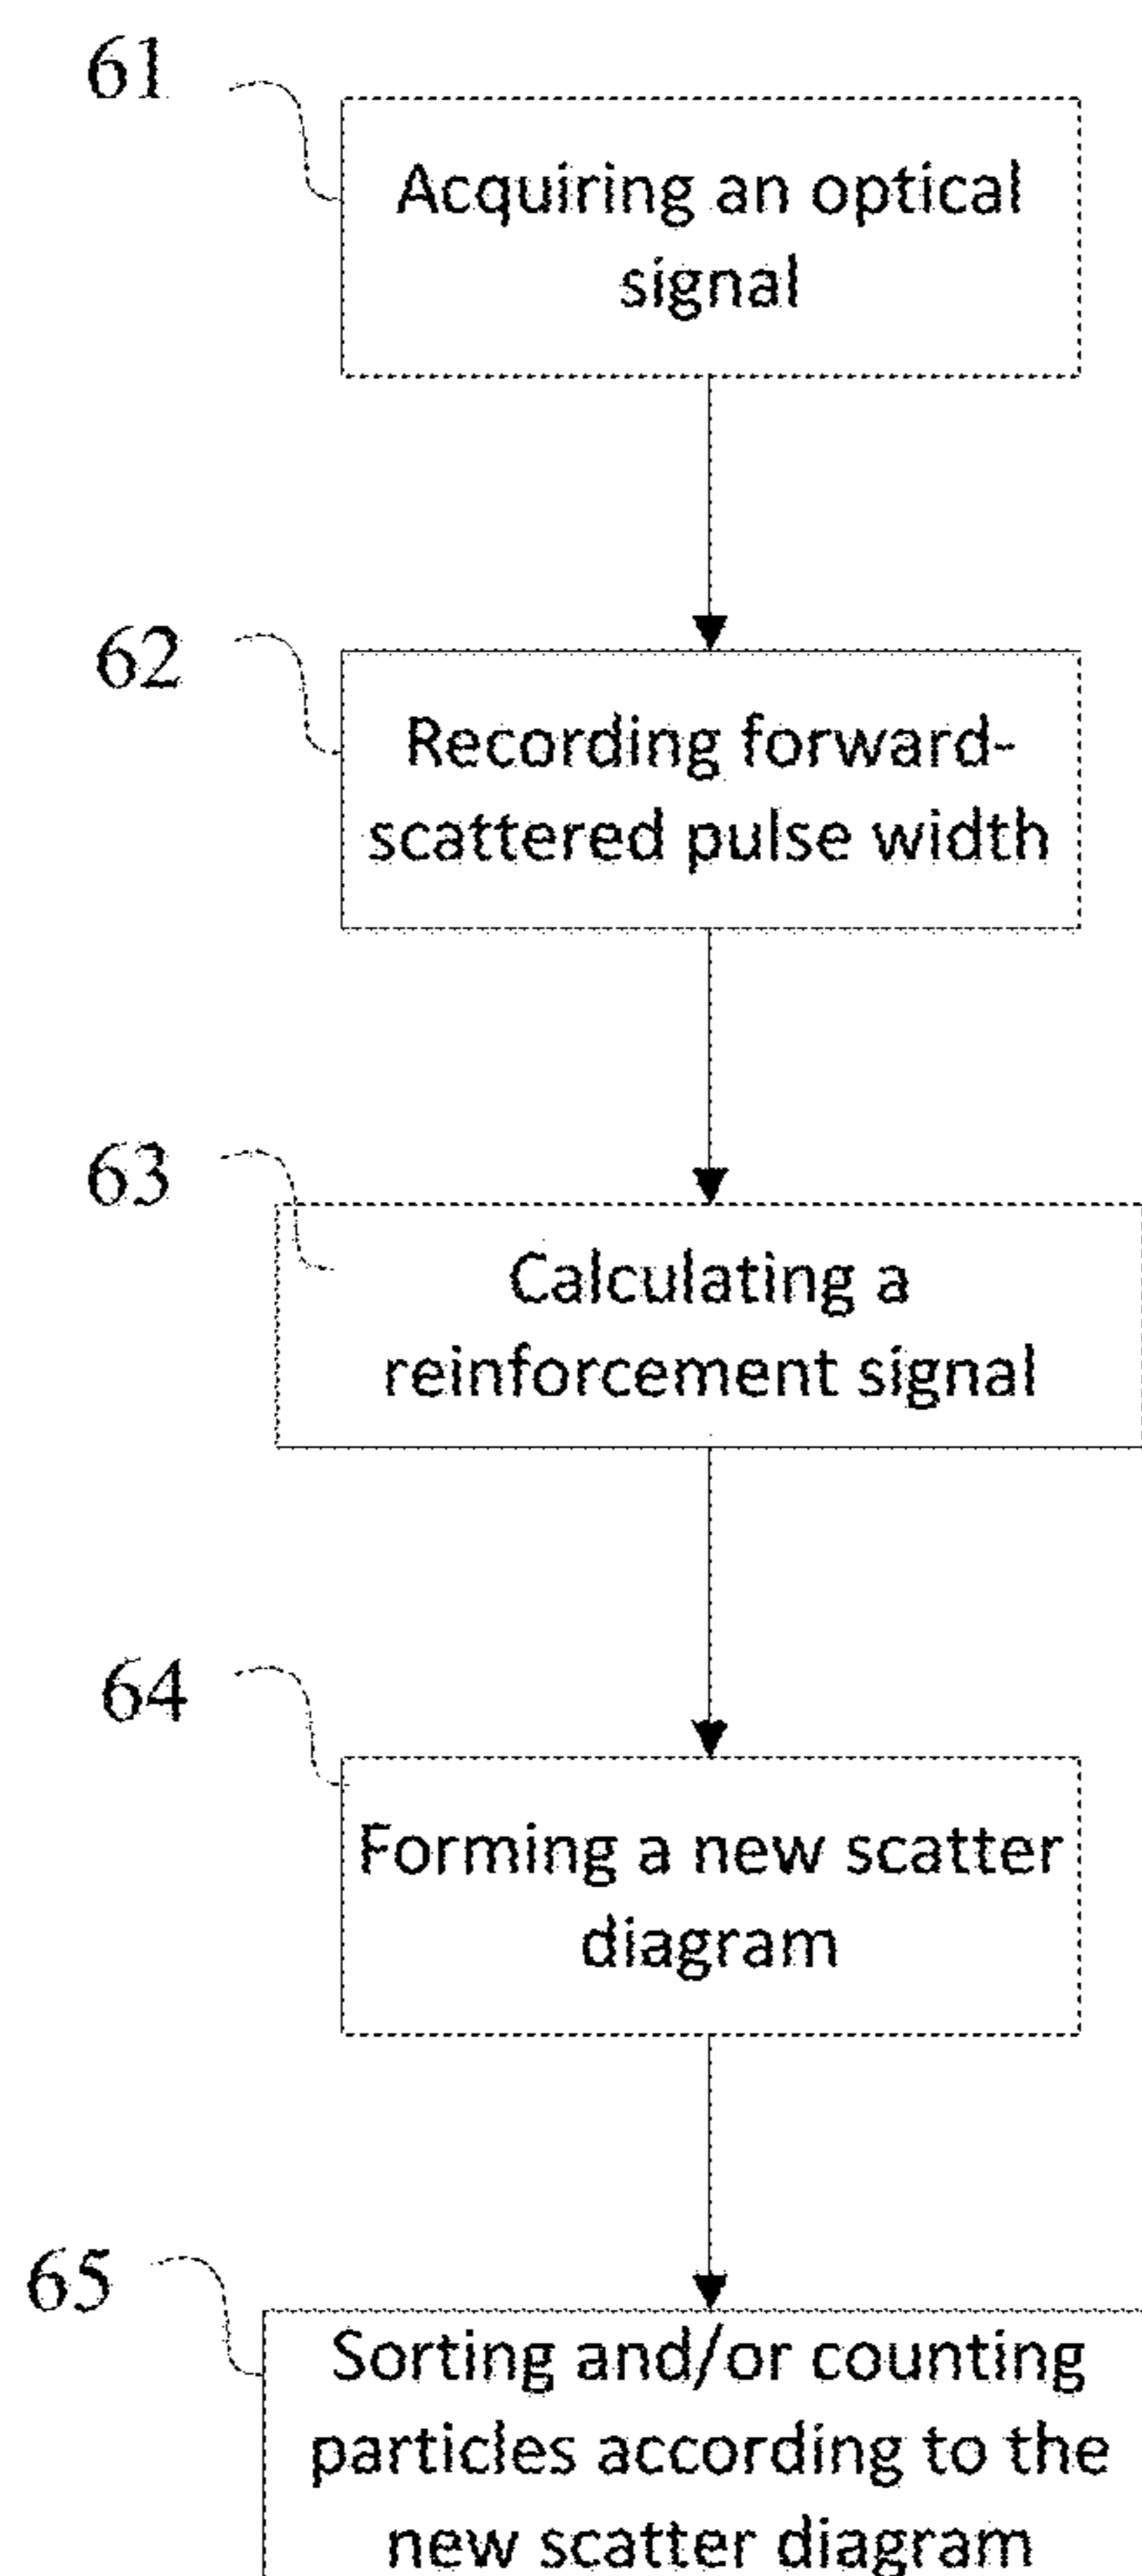 61
Acquiring an optical
signal
62
Recording forward-
scattered pulse width
63
Calculating a
reinforcement signal
64
Forming a new scatter
diagram
65
Sorting and/or counting
particles according to the
new scatter diagram